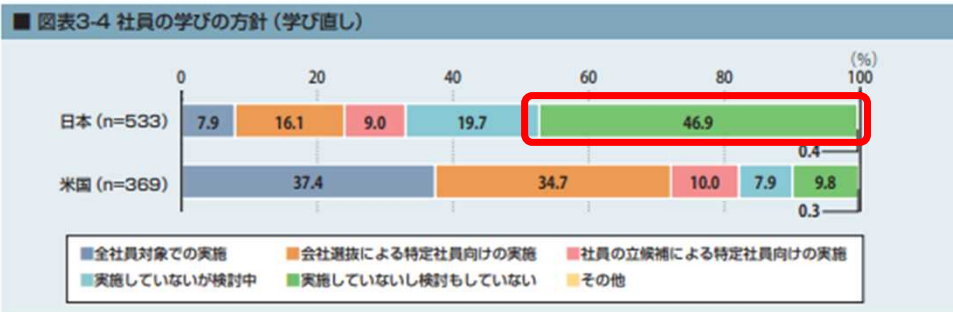 ■ 図表3-4 社員の学びの方針(学び直し)
(%)
0 20 40 60 80 100
日本(n=533) 7.9 16.1 9.0 19.7 46.9
0.4
米国(n=369) 37.4 34.7 10.0 7.9 9.8
0.3
■全社員対象での実施 ■会社選抜による特定社員向けの実施 ■社員の立候補による特定社員向けの実施
■実施していないが検討中 ■実施していないし検討もしていない ■その他